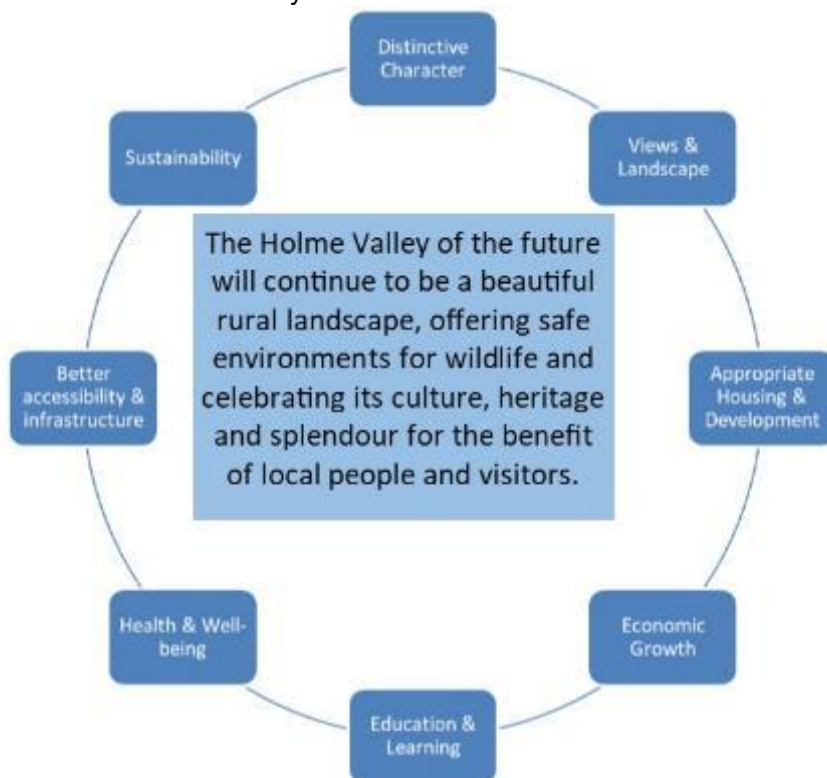 Distinctive
Character
Views &
Landscape
Appropriate
Housing &
Development
Economic
Growth
Education &
Learning
Health & Well-
being
Better
accessibility &
infrastructure
Sustainability
The Holme Valley of the future
will continue to be a beautiful
rural landscape, offering safe
environments for wildlife and
celebrating its culture, heritage
and splendour for the benefit
of local people and visitors.